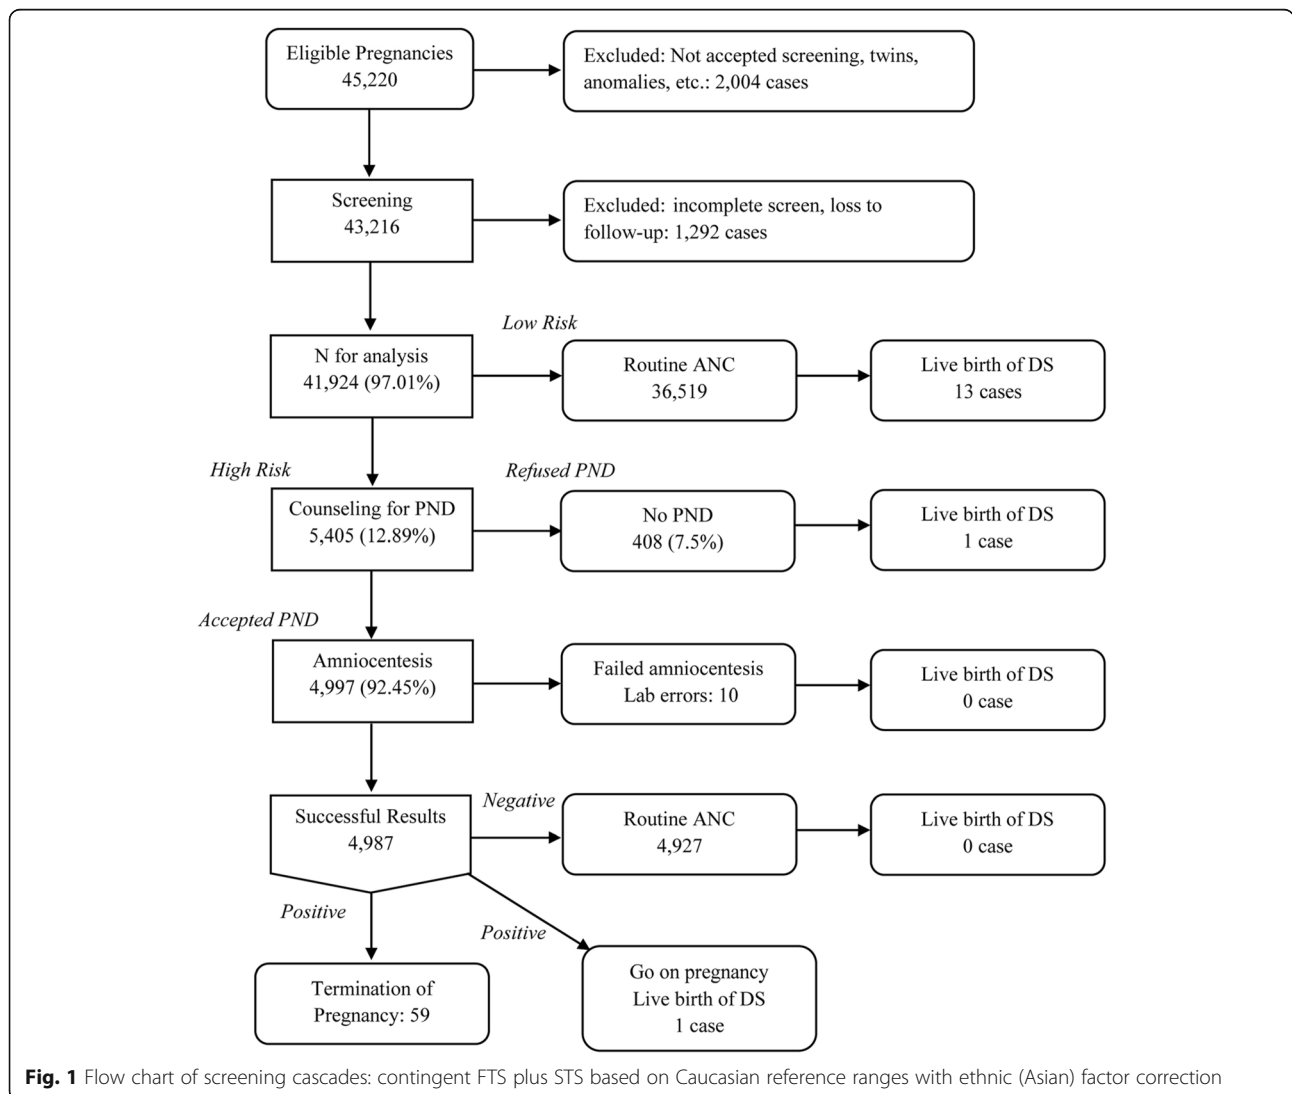 Eligible Pregnancies
45,220
Excluded: Not accepted screening, twins,
anomalies, etc.: 2,004 cases
Screening
43,216
Excluded: incomplete screen, loss to
follow-up: 1,292 cases
Low Risk
N for analysis
41,924 (97.01%)
Routine ANC
36,519
Live birth of DS
13 cases
High Risk
Refused PND
Counseling for PND
5,405 (12.89%)
No PND
408 (7.5%)
Live birth of DS
1 case
Accepted PND
Amniocentesis
4,997 (92.45%)
Failed amniocentesis
Lab errors: 10
Live birth of DS
0 case
Successful Results
4,987
Negative
Routine ANC
4,927
Live birth of DS
0 case
Positive
Positive
Termination of
Pregnancy: 59
Go on pregnancy
Live birth of DS
1 case
Fig. 1 Flow chart of screening cascades: contingent FTS plus STS based on Caucasian reference ranges with ethnic (Asian) factor correction